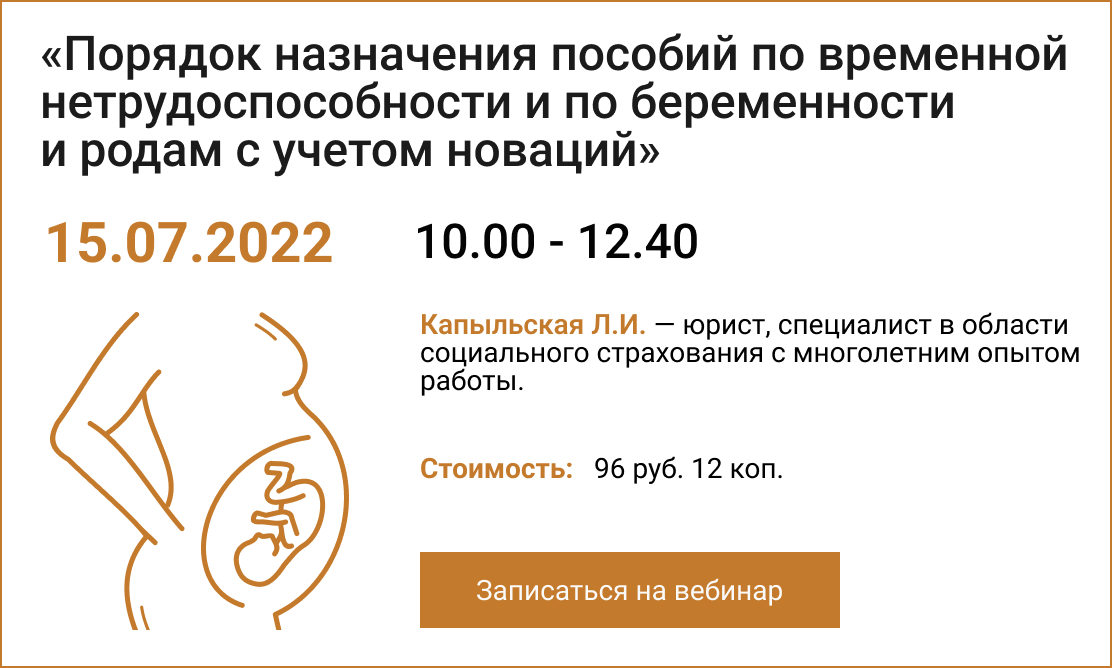 «Порядок назначения пособий по временной
нетрудоспособности и по беременности
и родам с учетом новаций»
15.07.2022
10.00 - 12.40
Капыльская Л.И. — юрист, специалист в области
социального страхования с многолетним опытом
работы.
Стоимость: 96 руб. 12 коп.
Записаться на вебинар